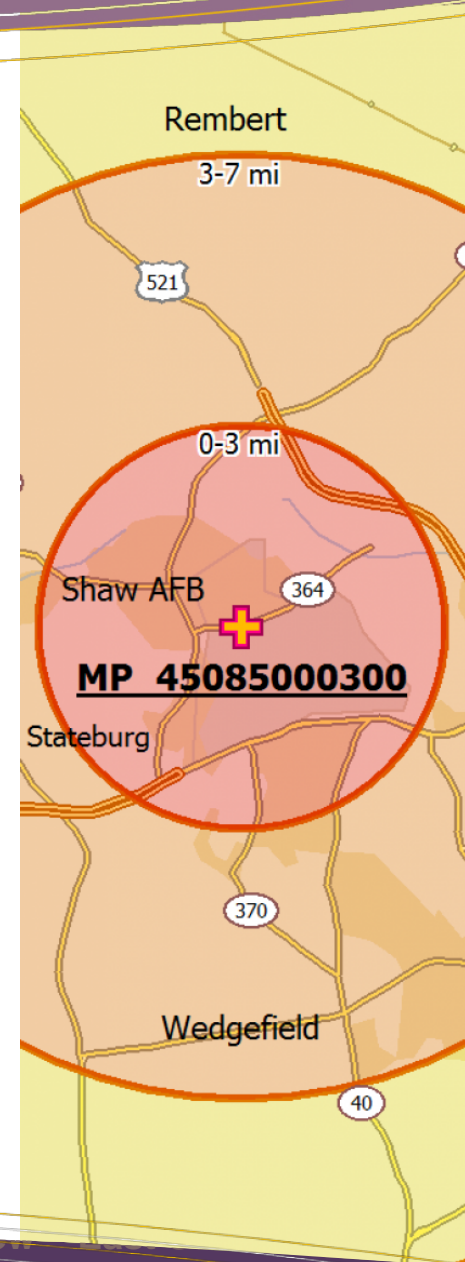 Rembert
3-7 mi
521
0-3 mi
Shaw AFB
364
MP 45085000300
Stateburg
370
Wedgefield
40